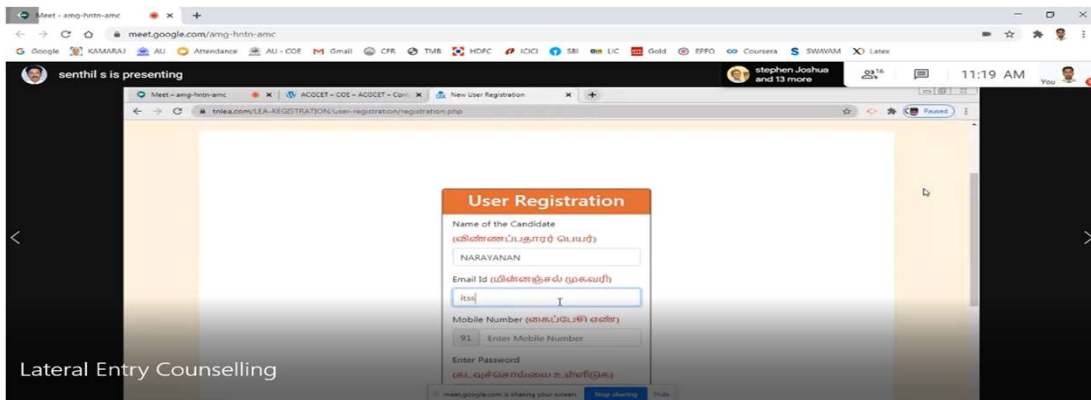 Meet - amg-hntn-amc
meet.google.com/amg-hntn-amc
Google KAMARAJ AU Attendance AU - COE Gmail CFR TMB HDFC ICICI SBI LIC Gold EPFO Coursera SWAYAM Latex
senthil s is presenting
stephen Joshua
and 13 more
16
11:19 AM
You
Meet - amg-hntn-amc
ACGCET – COE – ACGCET – Con
New User Registration
tnlea.com/LEA-REGISTRATION/user-registration/registration.php
Paused
User Registration
Name of the Candidate
(விண்ணப்பதாரர் பெயர்)
NARAYANAN
Email Id (மின்னஞ்சல் முகவரி)
itss
Mobile Number (கைப்பேசி எண்)
91 Enter Mobile Number
Enter Password
(கடவுச்சொல்லை உள்ளிடுக)
Lateral Entry Counselling
meet.google.com is sharing your screen. Stop sharing Hide